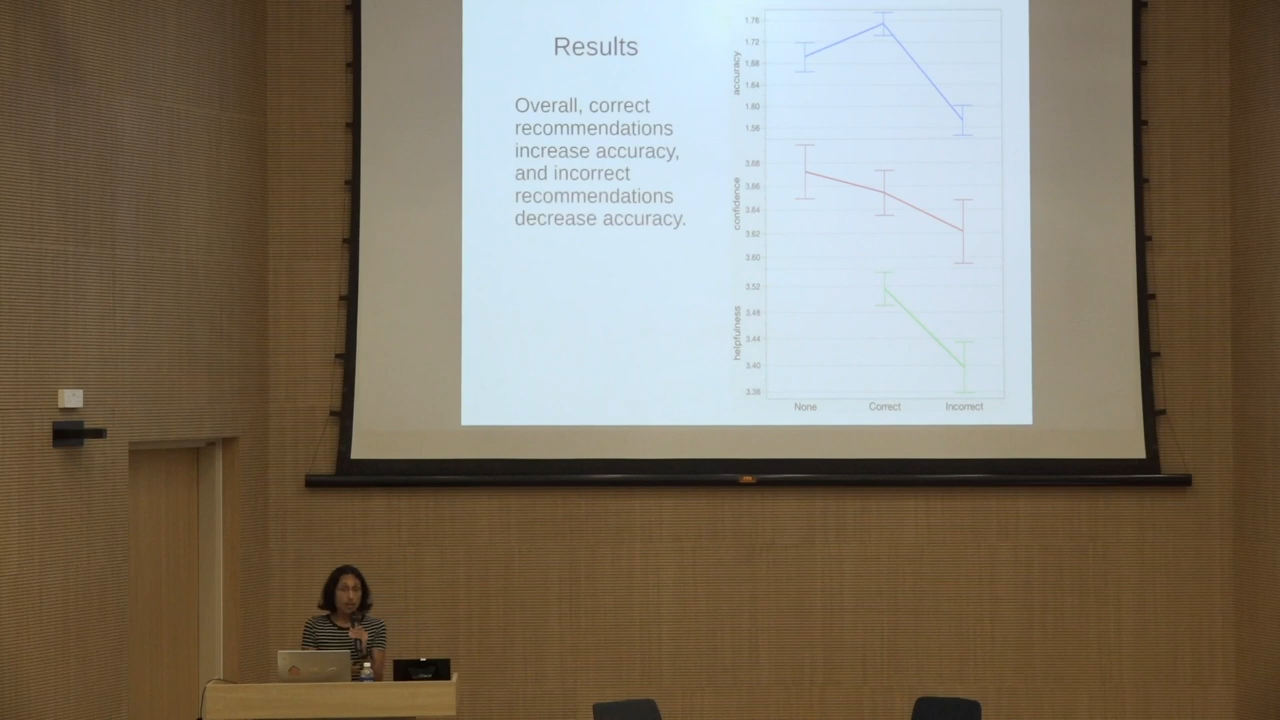 Results
Overall, correct
recommendations
increase accuracy,
and incorrect
recommendations
decrease accuracy.
accuracy
1.76
1.72
1.68
1.64
1.60
1.56
confidence
3.68
3.66
3.64
3.62
3.60
helpfulness
3.52
3.48
3.44
3.40
3.36
None Correct Incorrect